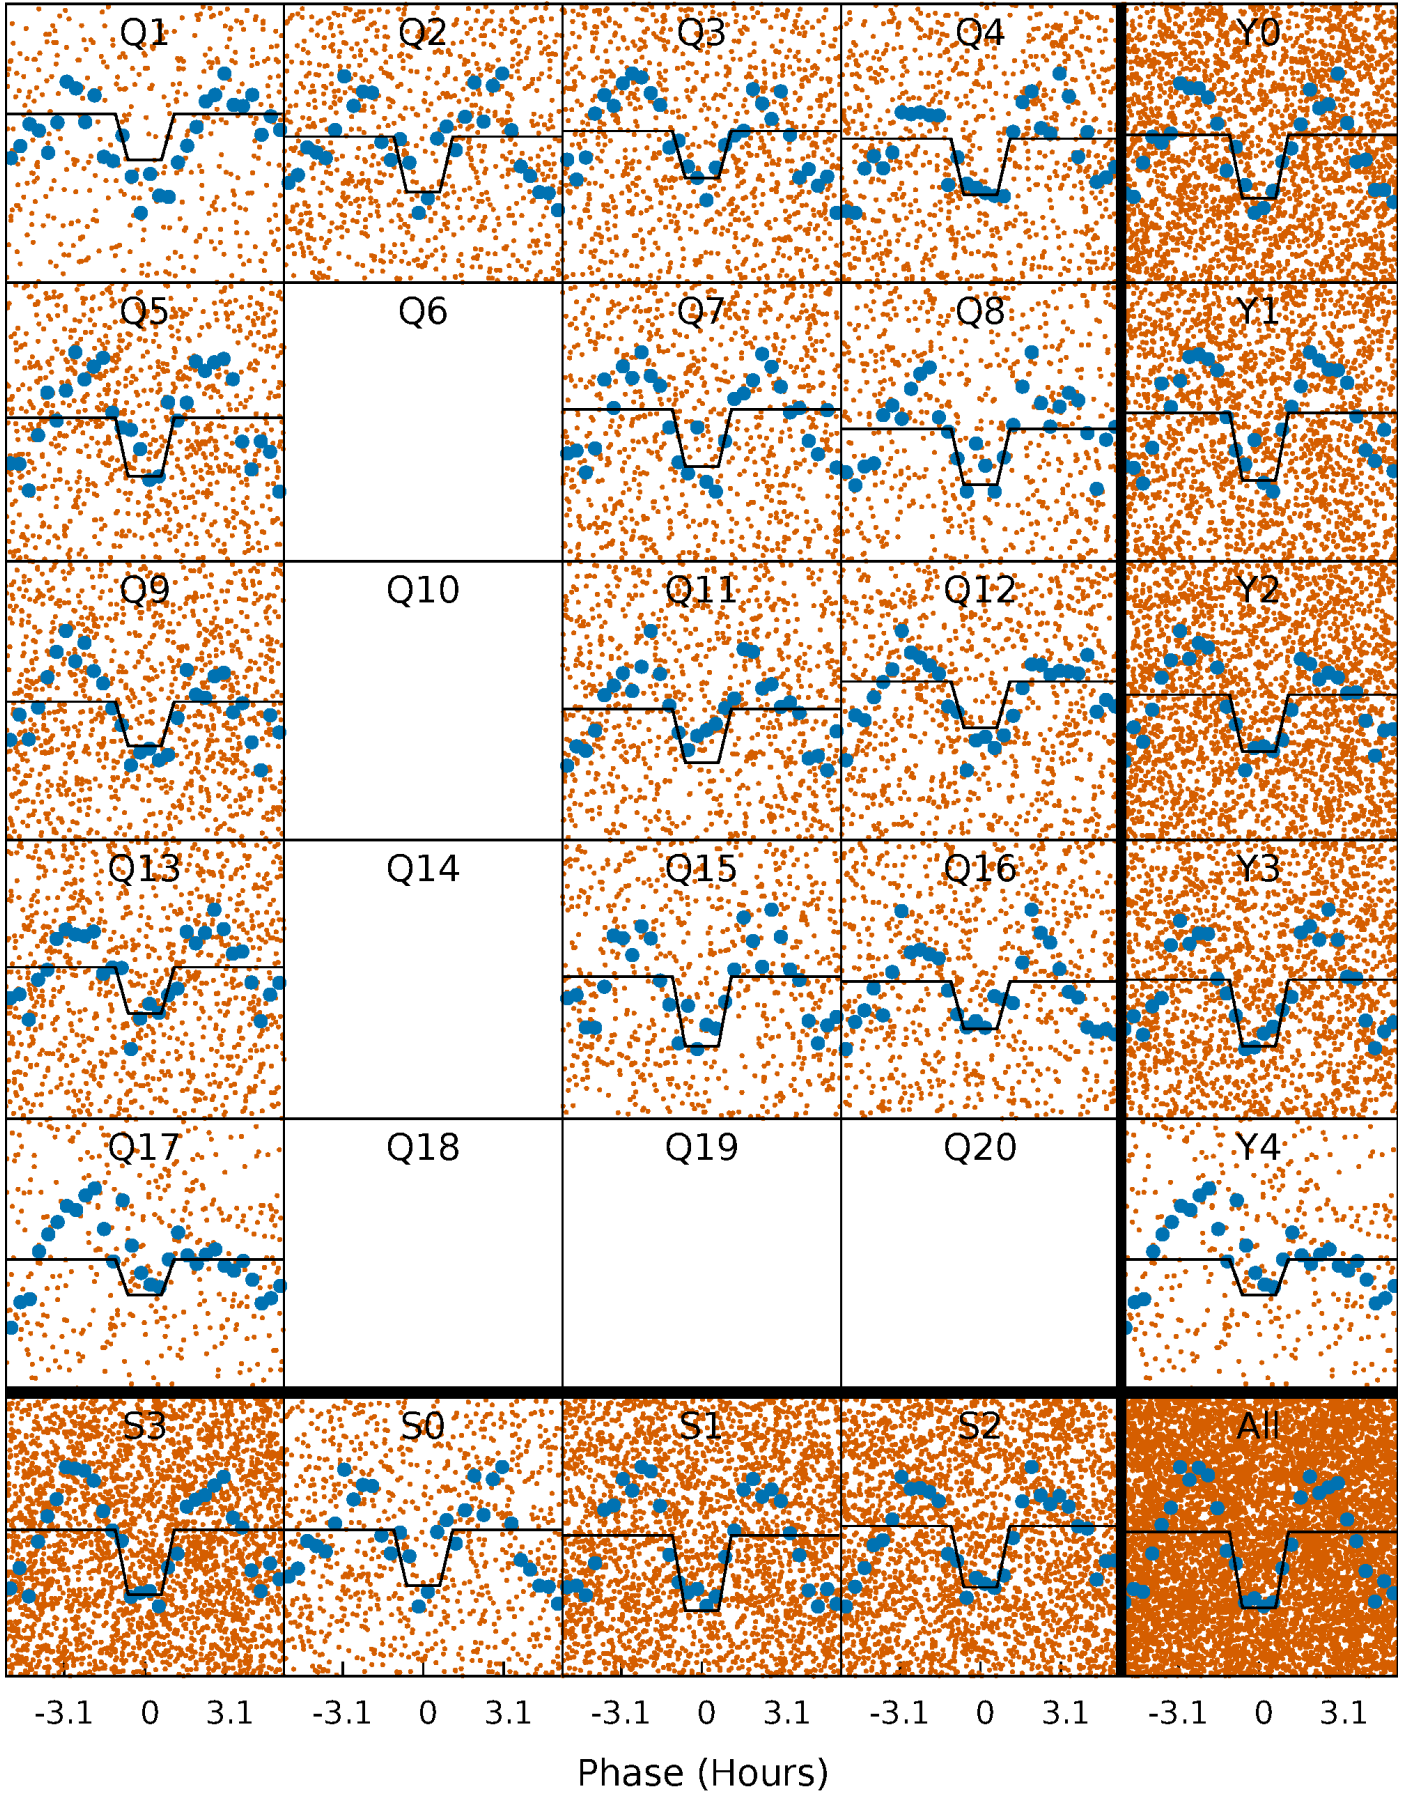 Q1 Q2 Q3 Q4 Y0
Q5 Q6 Q7 Q8 Y1
Q9 Q10 Q11 Q12 Y2
Q13 Q14 Q15 Q16 Y3
Q17 Q18 Q19 Q20 Y4
S3 S0 S1 S2 All
-3.1 0 3.1 -3.1 0 3.1 -3.1 0 3.1 -3.1 0 3.1 -3.1 0 3.1
Phase (Hours)